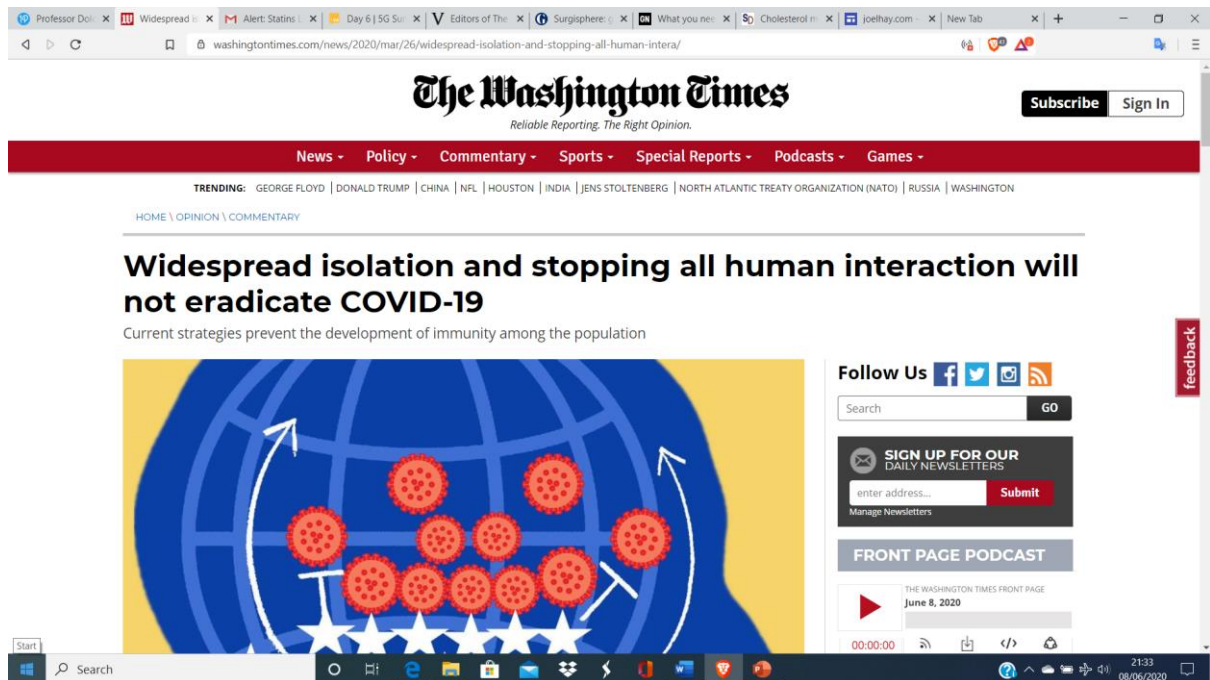 Professor Dolo
Widespread is
Alert: Statins L
Day 6 | 5G Su
Editors of The
Surgisphere: g
What you nee
Cholesterol m
joelhay.com -
New Tab
washingtontimes.com/news/2020/mar/26/widespread-isolation-and-stopping-all-human-intera/
The Washington Times
Reliable Reporting. The Right Opinion.
Subscribe Sign In
News Policy Commentary Sports Special Reports Podcasts Games
TRENDING: GEORGE FLOYD | DONALD TRUMP | CHINA | NFL | HOUSTON | INDIA | JENS STOLTENBERG | NORTH ATLANTIC TREATY ORGANIZATION (NATO) | RUSSIA | WASHINGTON
HOME \ OPINION \ COMMENTARY
Widespread isolation and stopping all human interaction will
not eradicate COVID-19
Current strategies prevent the development of immunity among the population
feedback
Follow Us
Search GO
SIGN UP FOR OUR
DAILY NEWSLETTERS
enter address... Submit
Manage Newsletters
FRONT PAGE PODCAST
THE WASHINGTON TIMES FRONT PAGE
June 8, 2020
00:00:00
Start
Search
21:33
08/06/2020